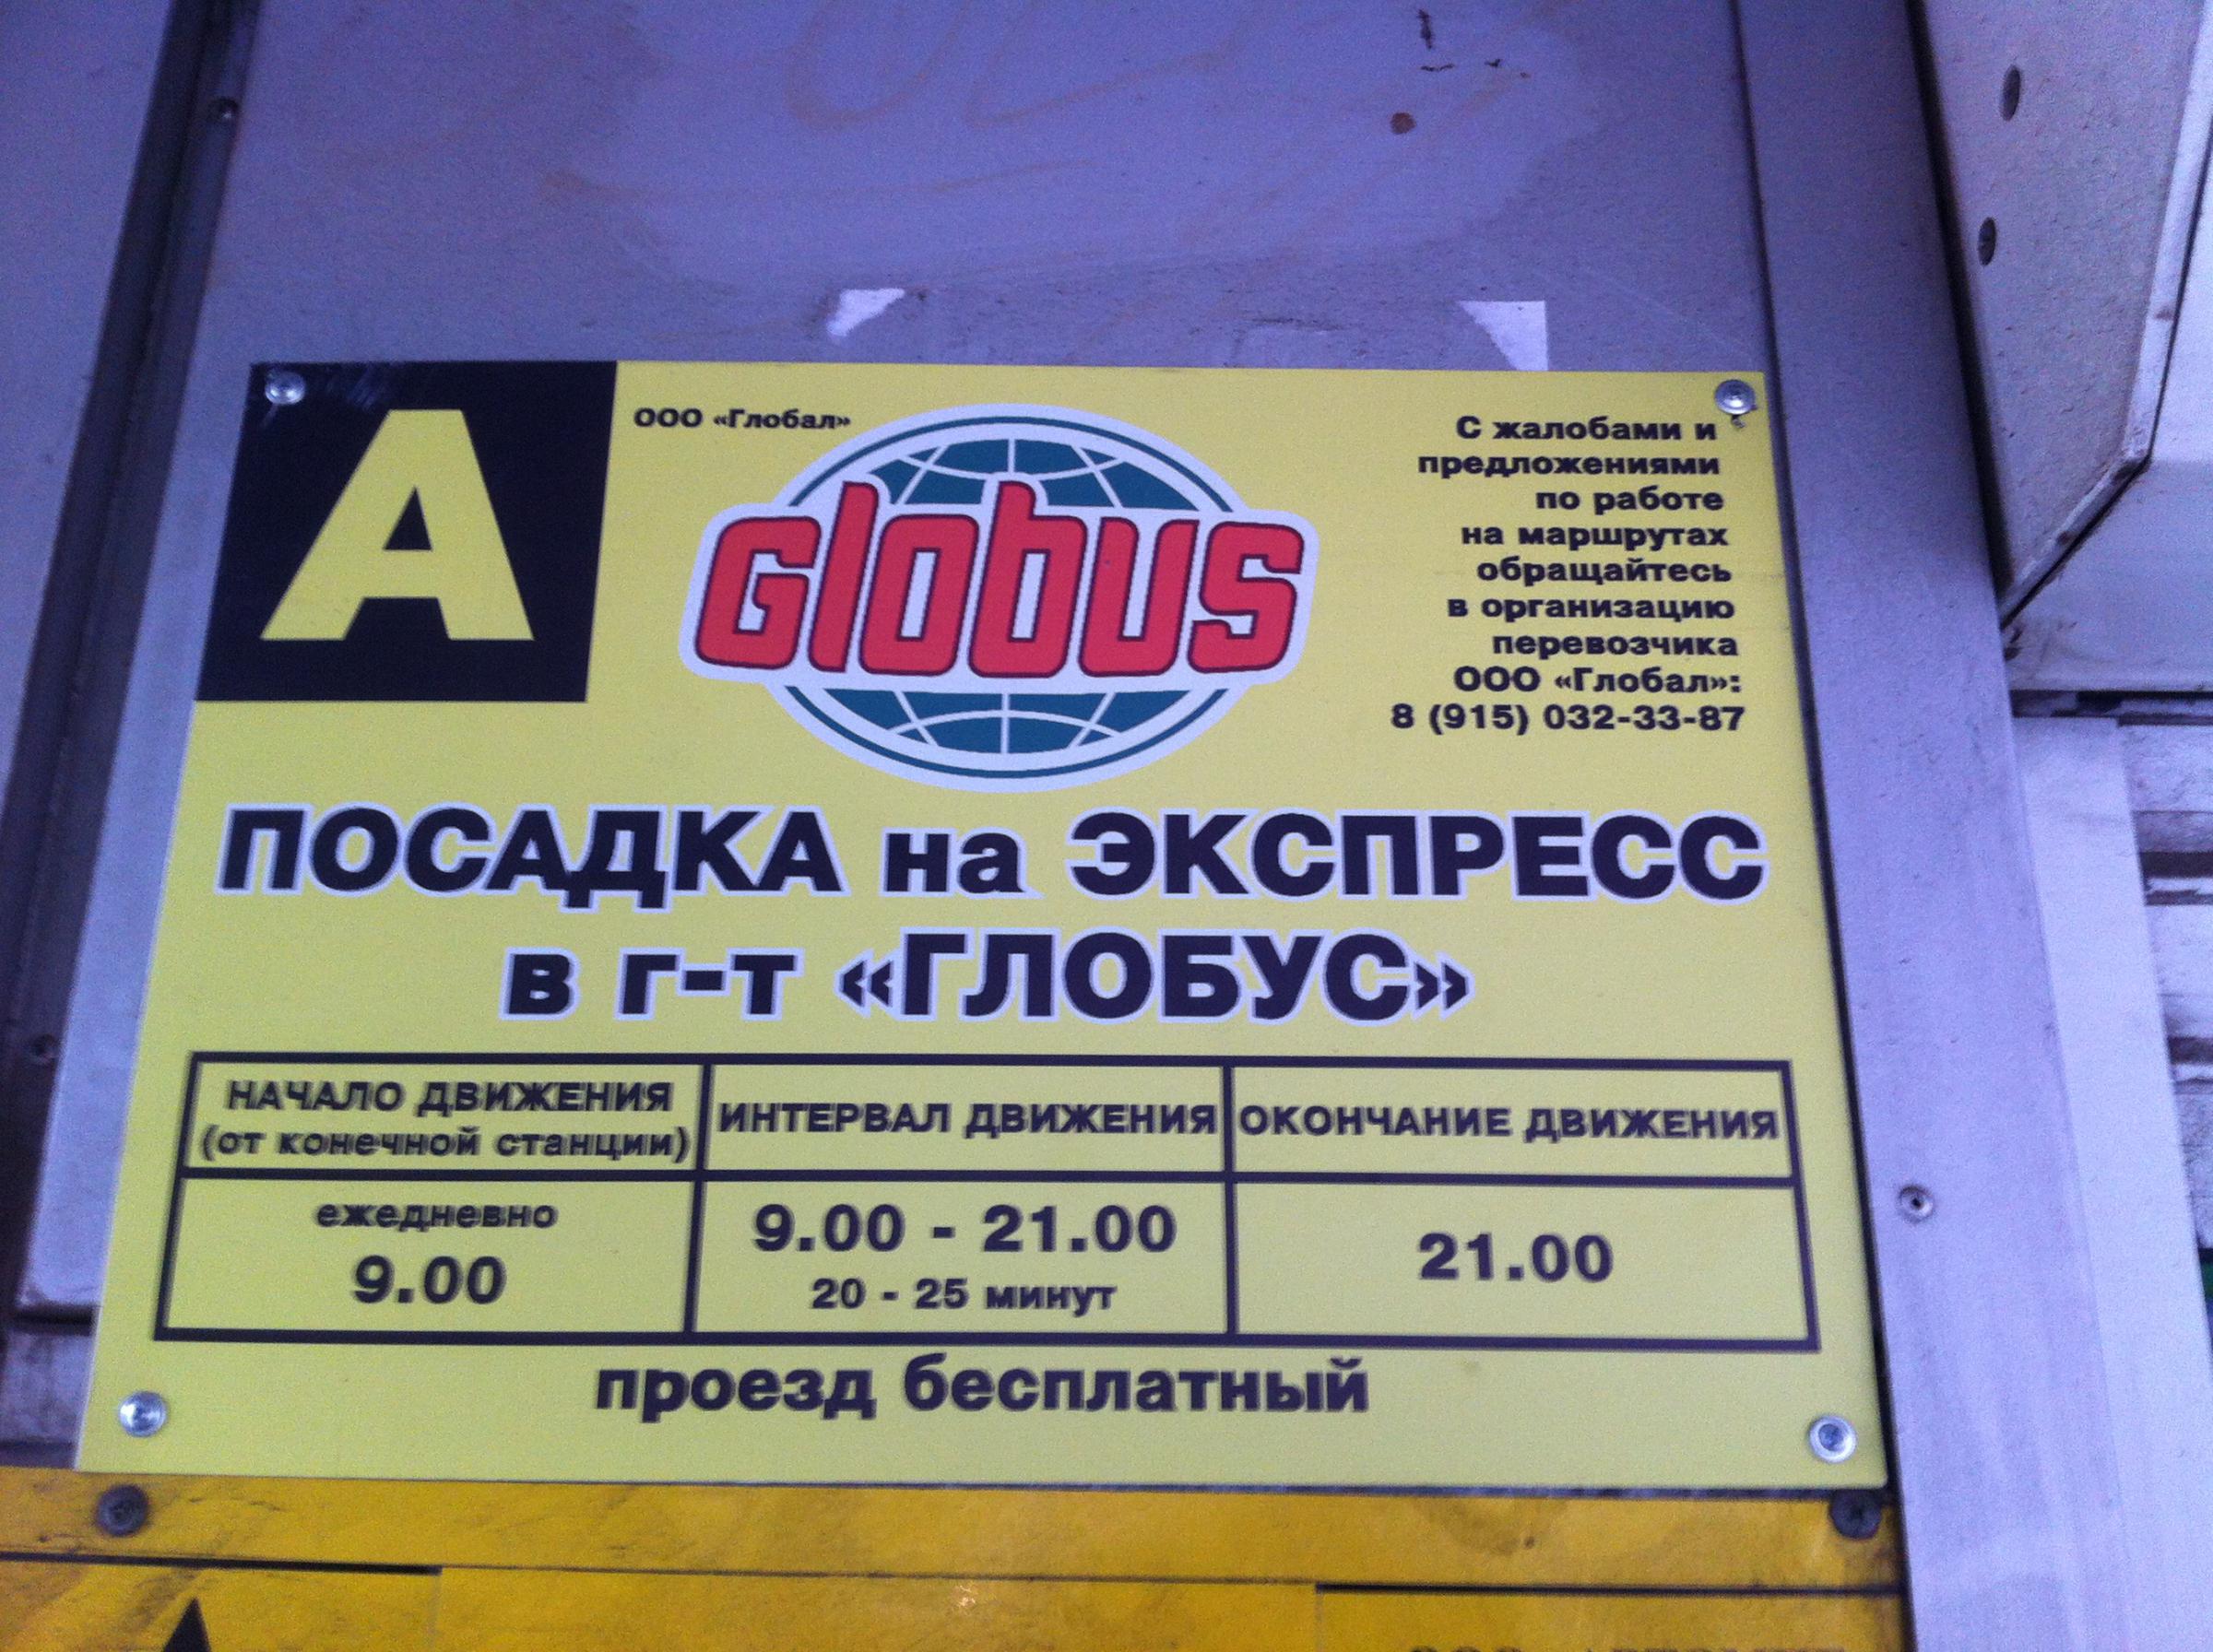 А
ООО «Глобал»
Globus
С жалобами и
предложениями
по работе
на маршрутах
обращайтесь
в организацию
перевозчика
ООО «Глобал»:
8 (915) 032-33-87
ПОСАДКА на ЭКСПРЕСС
в г-т «ГЛОБУС»
НАЧАЛО ДВИЖЕНИЯ
(от конечной станции)
ИНТЕРВАЛ ДВИЖЕНИЯ
ОКОНЧАНИЕ ДВИЖЕНИЯ
ежедневно
9.00
9.00 - 21.00
20 - 25 минут
21.00
проезд бесплатный